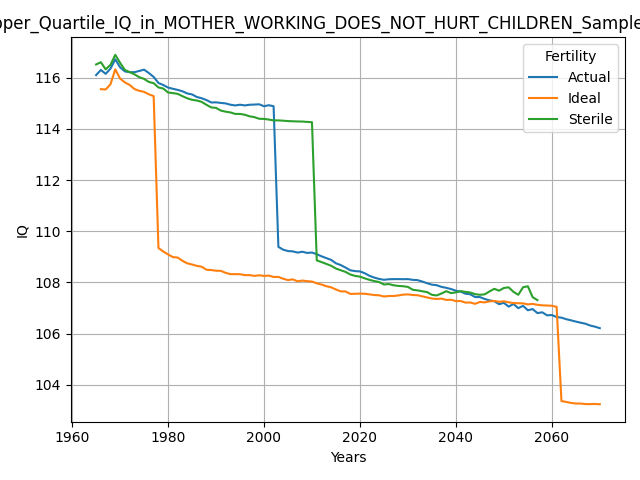 pper_Quartile_IQ_in_MOTHER_WORKING_DOES_NOT_HURT_CHILDREN_Sample
Fertility
Actual
Ideal
Sterile
116
114
112
110
108
106
104
IQ
1960
1980
2000
2020
2040
2060
Years